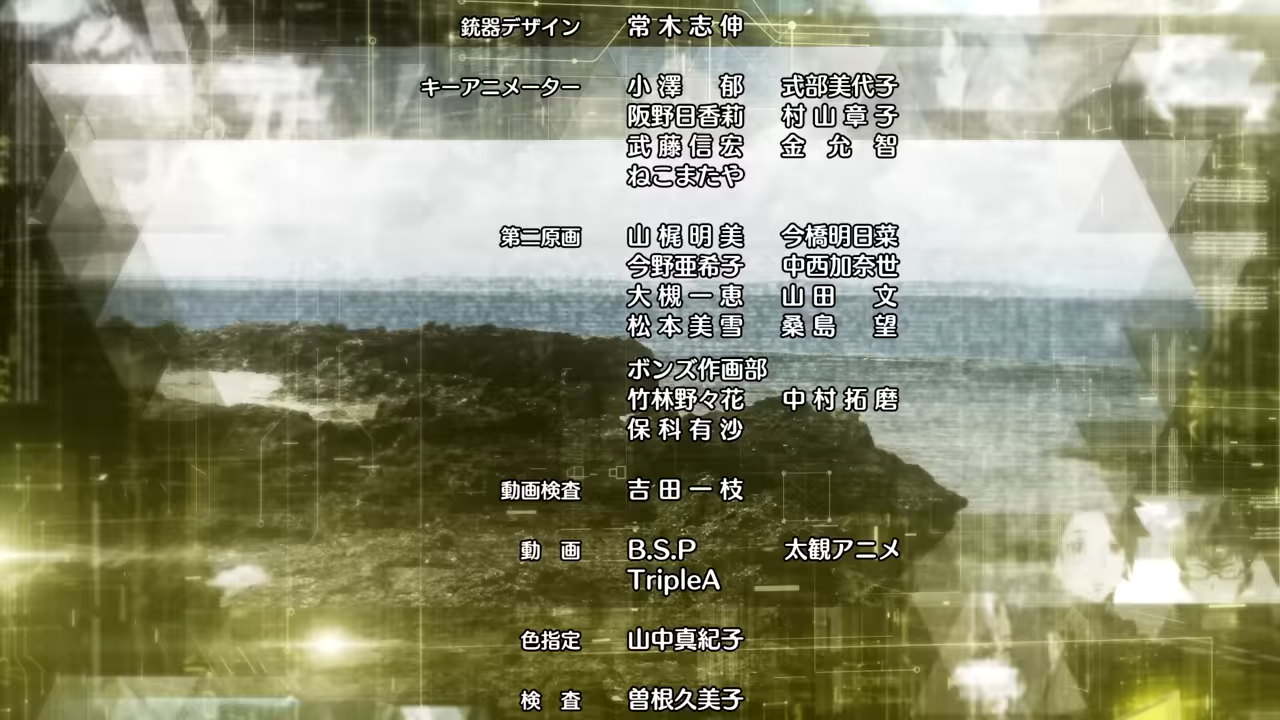 銃器デザイン 常木志伸
キーアニメーター 小澤 郁 式部美代子
阪野日香莉 村山章子
武藤信宏 金允智
ねこまたや
第二原画 山梶明美 今橋明日菜
今野亜希子 中西加奈世
大槻一恵 山田 文
松本美雪 桑島 望
ボンズ作画部
竹林野々花 中村拓磨
保科有沙
動画検査 吉田一枝
動 画 B.S.P 太観アニメ
TripleA
色指定 山中真紀子
検 査 曽根久美子